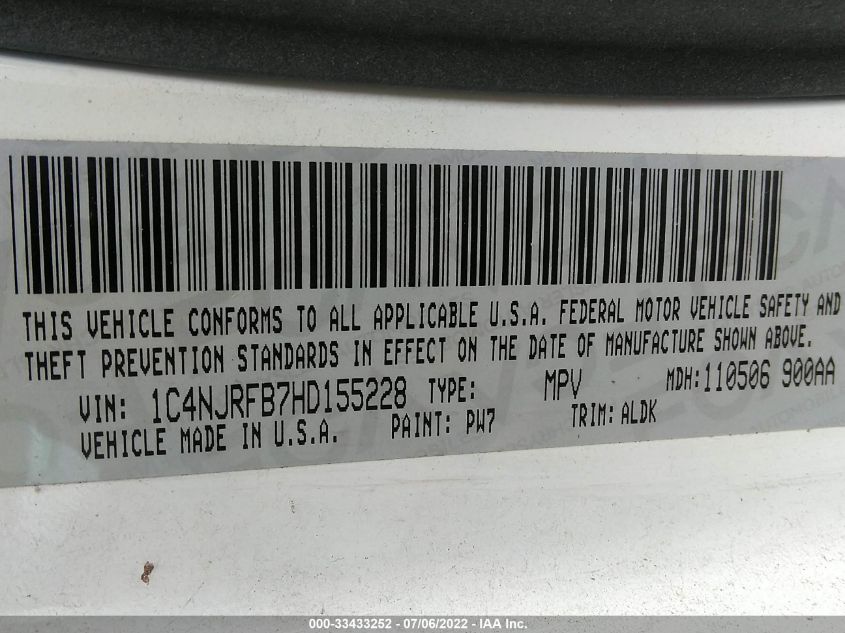 THIS VEHICLE CONFORMS TO ALL APPLICABLE U.S.A. FEDERAL MOTOR VEHICLE SAFETY AND
THEFT PREVENTION STANDARDS IN EFFECT ON THE DATE OF MANUFACTURE SHOWN ABOVE.
VIN: 1C4NJRFB7HD155228 TYPE: MPV MDH:110506 900AA
VEHICLE MADE IN U.S.A. PAINT: PW7 TRIM: ALDK
000-33433252 - 07/06/2022 - IAA Inc.